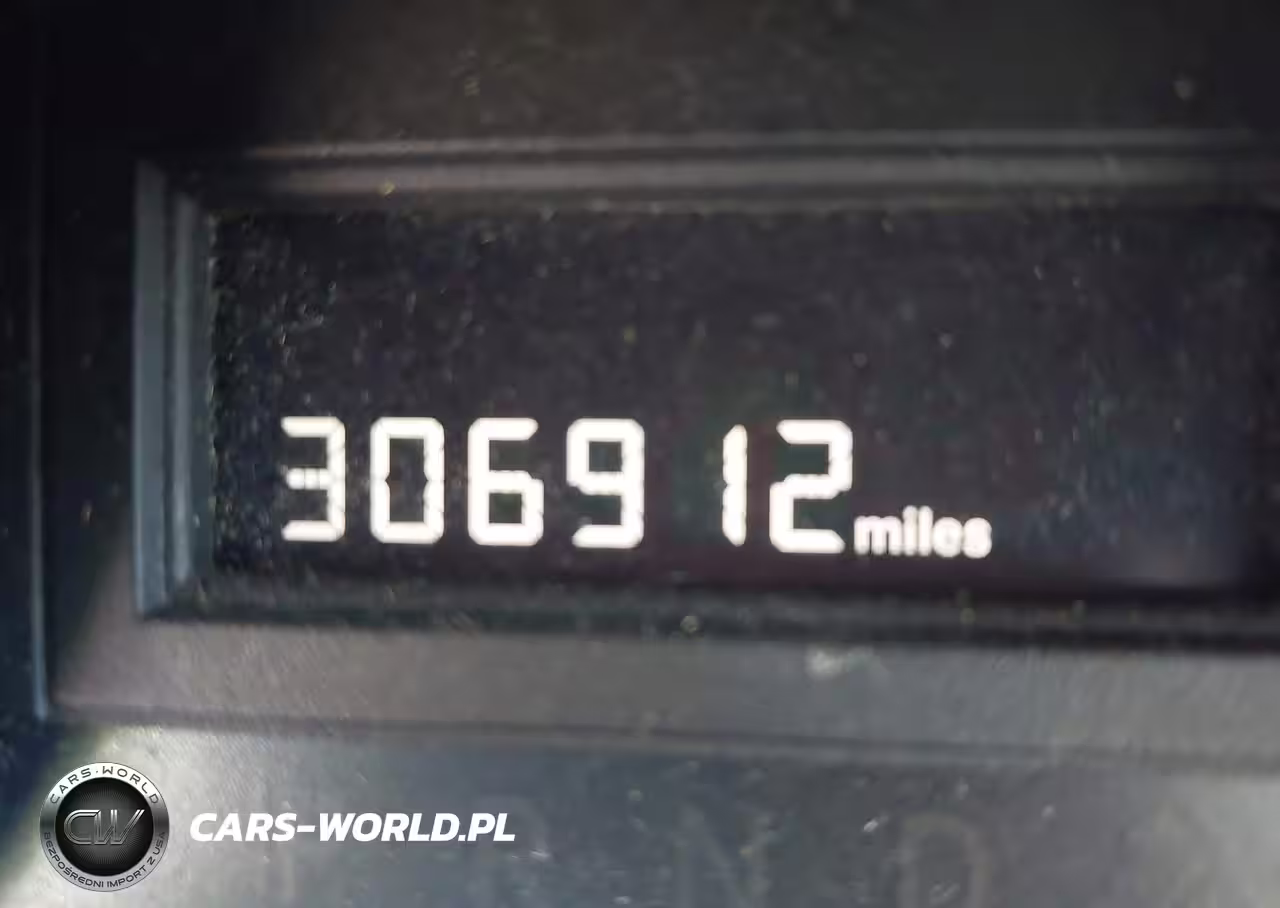 306912 miles
CARS-WORLD
CW
BEZPOŚREDNI IMPORT Z USA
CARS-WORLD.PL